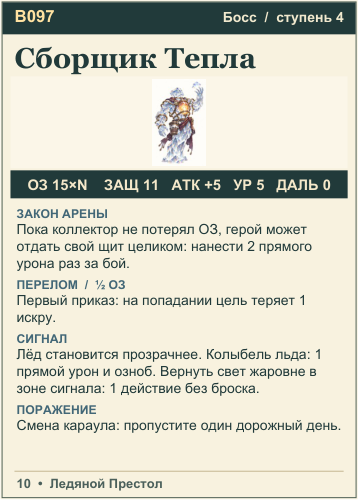 B097
Босс / ступень 4
Сборщик Тепла
ОЗ 15×N ЗАЩ 11 АТК +5 УР 5 ДАЛЬ 0
ЗАКОН АРЕНЫ
Пока коллектор не потерял ОЗ, герой может
отдать свой щит целиком: нанести 2 прямого
урона раз за бой.
ПЕРЕЛОМ / ½ ОЗ
Первый приказ: на попадании цель теряет 1
искру.
СИГНАЛ
Лёд становится прозрачнее. Колыбель льда: 1
прямой урон и озноб. Вернуть свет жаровне в
зоне сигнала: 1 действие без броска.
ПОРАЖЕНИЕ
Смена караула: пропустите один дорожный день.
10 • Ледяной Престол